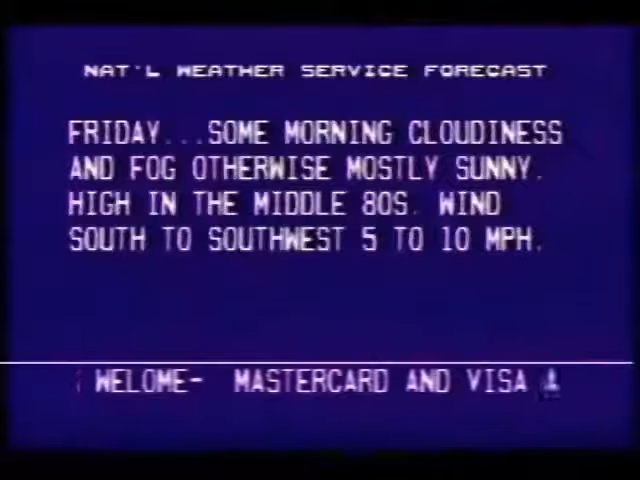 NAT'L WEATHER SERVICE FORECAST
FRIDAY...SOME MORNING CLOUDINESS
AND FOG OTHERWISE MOSTLY SUNNY.
HIGH IN THE MIDDLE 80S. WIND
SOUTH TO SOUTHWEST 5 TO 10 MPH.
WELOME- MASTERCARD AND VISA